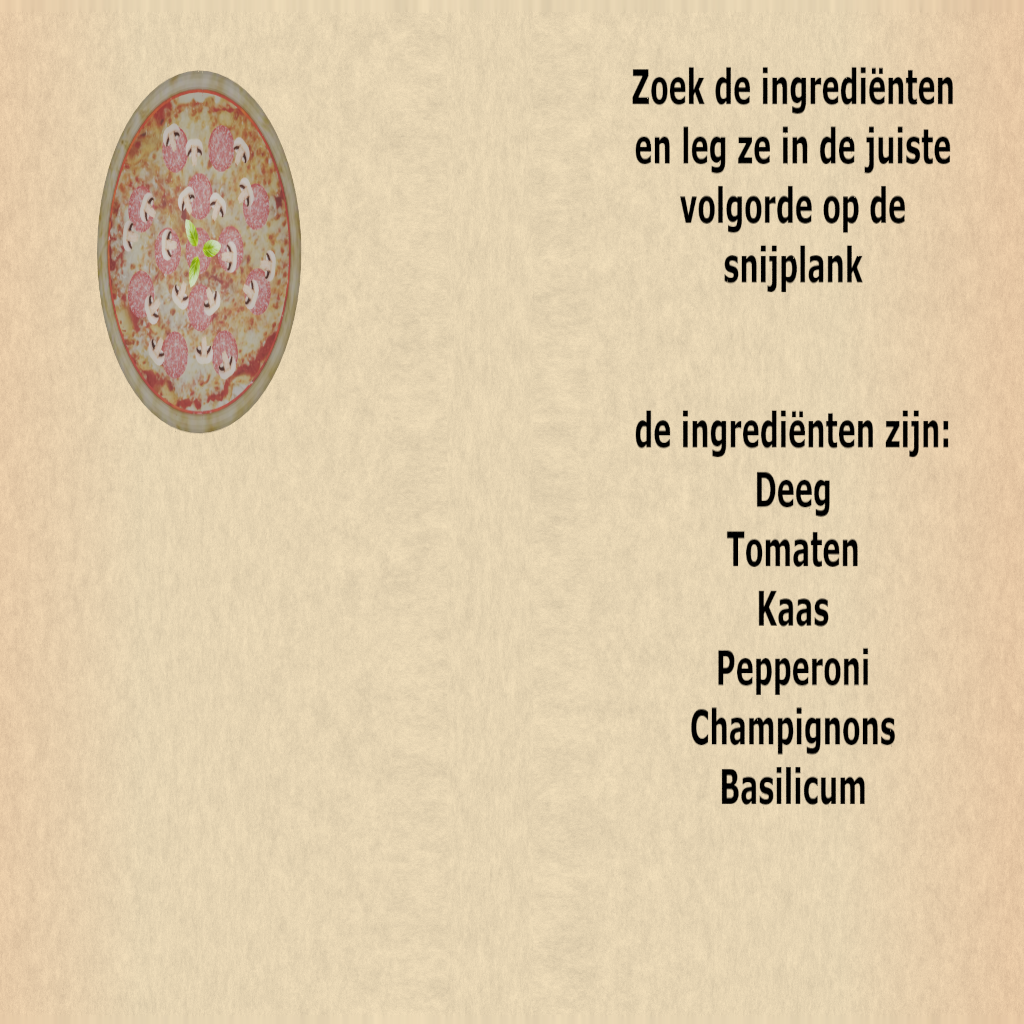 Zoek de ingrediënten
en leg ze in de juiste
volgorde op de
snijplank
de ingrediënten zijn:
Deeg
Tomaten
Kaas
Pepperoni
Champignons
Basilicum